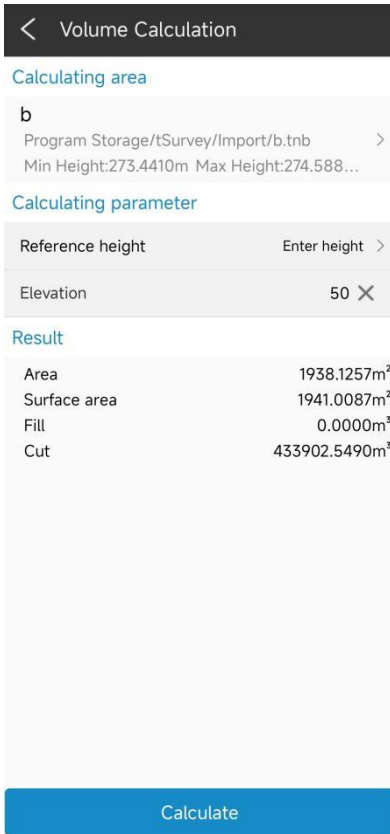 Volume Calculation
Calculating area
b
Program Storage/tSurvey/Import/b.tnb
Min Height:273.4410m Max Height:274.588...
Calculating parameter
Reference height Enter height
Elevation 50
Result
Area 1938.1257m²
Surface area 1941.0087m²
Fill 0.0000m³
Cut 433902.5490m³
Calculate